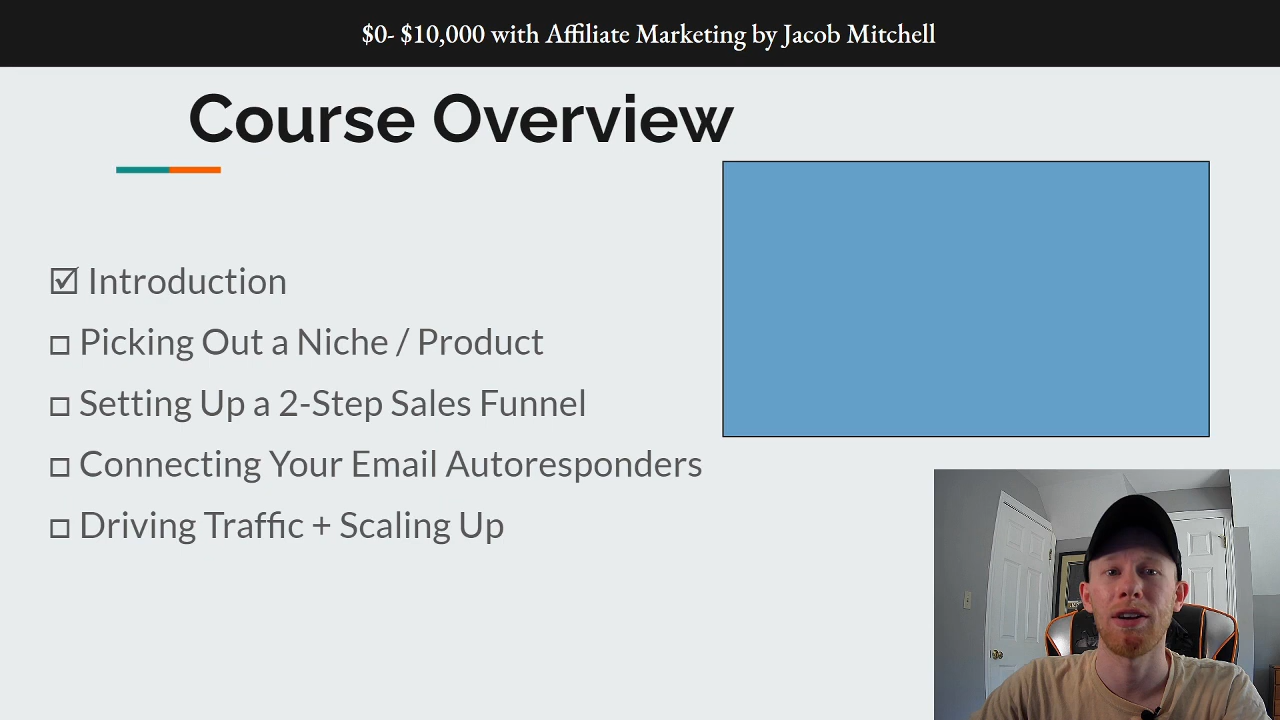 $0- $10,000 with Affiliate Marketing by Jacob Mitchell
Course Overview
☑ Introduction
□ Picking Out a Niche / Product
□ Setting Up a 2-Step Sales Funnel
□ Connecting Your Email Autoresponders
□ Driving Traffic + Scaling Up